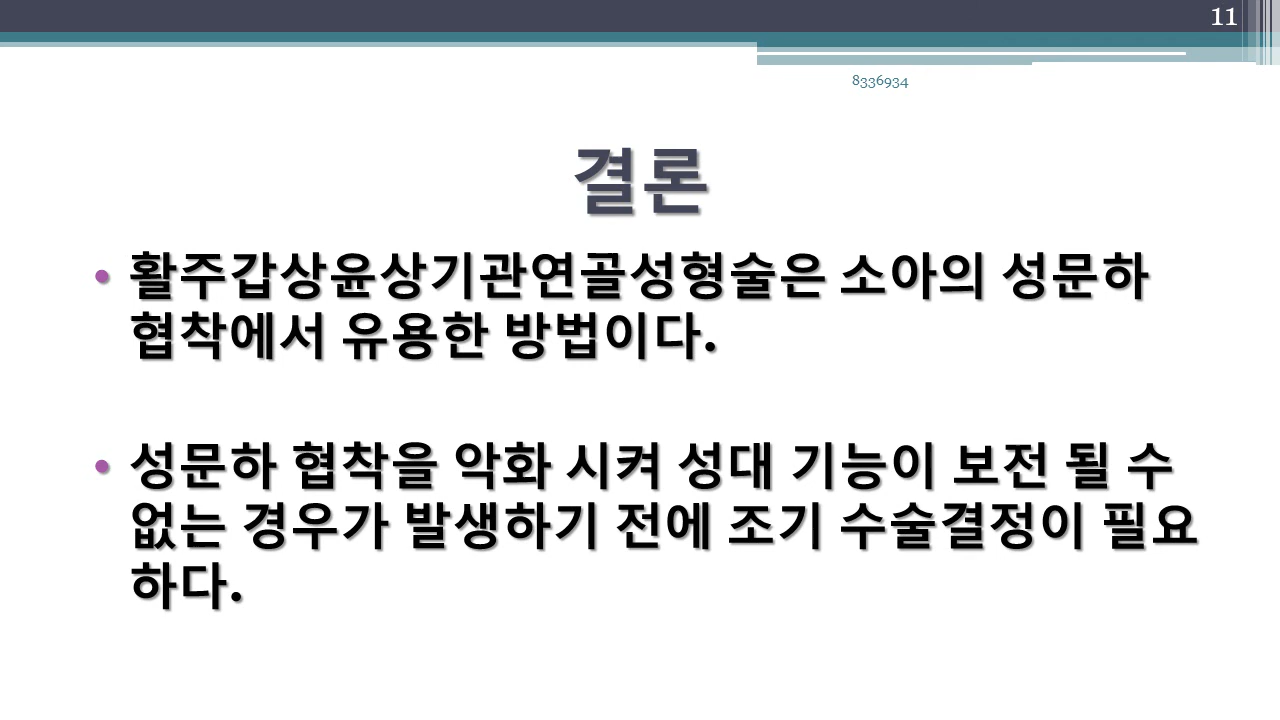 11
8336934
결론
• 활주갑상윤상기관연골성형술은 소아의 성문하
협착에서 유용한 방법이다.
• 성문하 협착을 악화 시켜 성대 기능이 보전 될 수
없는 경우가 발생하기 전에 조기 수술결정이 필요
하다.